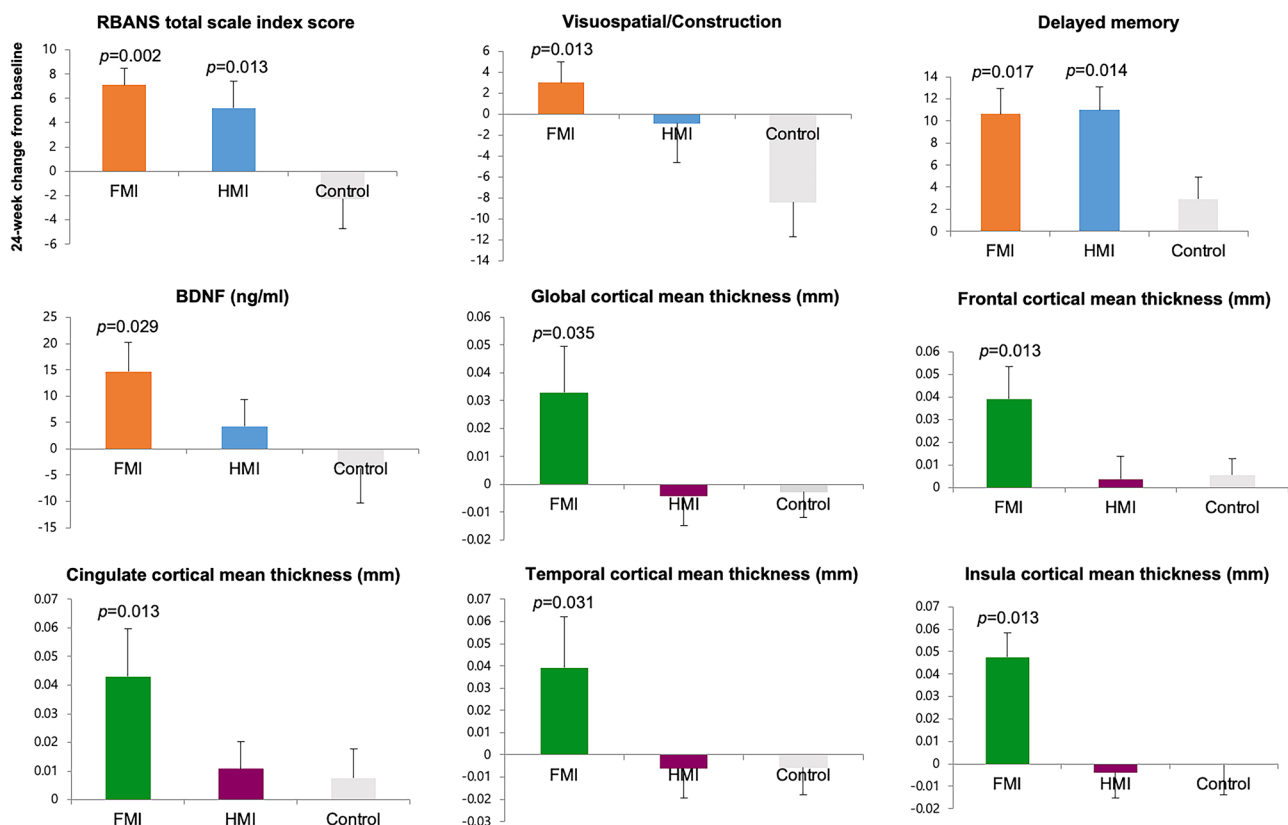 RBANS total scale index score
24-week change from baseline
10
8
6
4
2
0
-2
-4
-6
p=0.002
p=0.013
FMI
HMI
Control
Visuospatial/Construction
6
4
2
0
-2
-4
-6
-8
-10
-12
-14
p=0.013
FMI
HMI
Control
Delayed memory
14
12
10
8
6
4
2
0
p=0.017
p=0.014
FMI
HMI
Control
BDNF (ng/ml)
25
20
15
10
5
0
-5
-10
-15
p=0.029
FMI
HMI
Control
Global cortical mean thickness (mm)
0.06
0.05
0.04
0.03
0.02
0.01
0
-0.01
-0.02
p=0.035
FMI
HMI
Control
Frontal cortical mean thickness (mm)
0.06
0.05
0.04
0.03
0.02
0.01
0
p=0.013
FMI
HMI
Control
Cingulate cortical mean thickness (mm)
0.07
0.06
0.05
0.04
0.03
0.02
0.01
0
p=0.013
FMI
HMI
Control
Temporal cortical mean thickness (mm)
0.07
0.06
0.05
0.04
0.03
0.02
0.01
0
-0.01
-0.02
-0.03
p=0.031
FMI
HMI
Control
Insula cortical mean thickness (mm)
0.07
0.06
0.05
0.04
0.03
0.02
0.01
0
-0.01
-0.02
p=0.013
FMI
HMI
Control